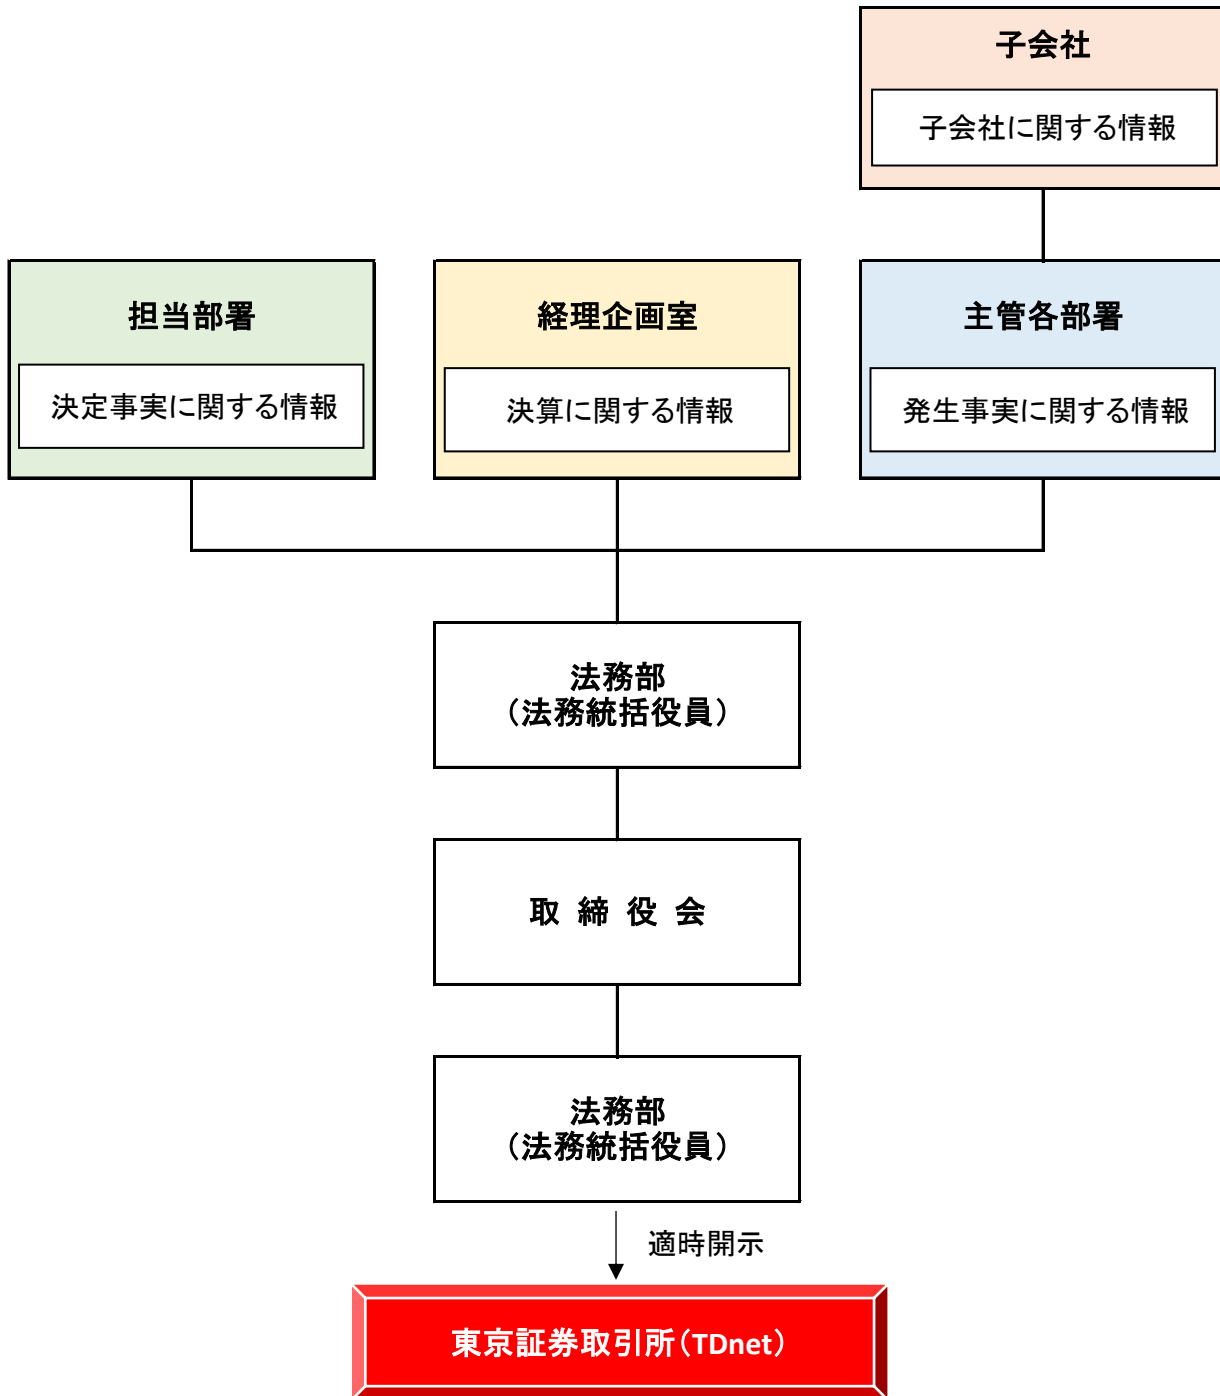 子会社
子会社に関する情報
担当部署
決定事実に関する情報
経理企画室
決算に関する情報
主管各部署
発生事実に関する情報
法務部
（法務統括役員）
取 締 役 会
法務部
（法務統括役員）
適時開示
東京証券取引所（TDnet）